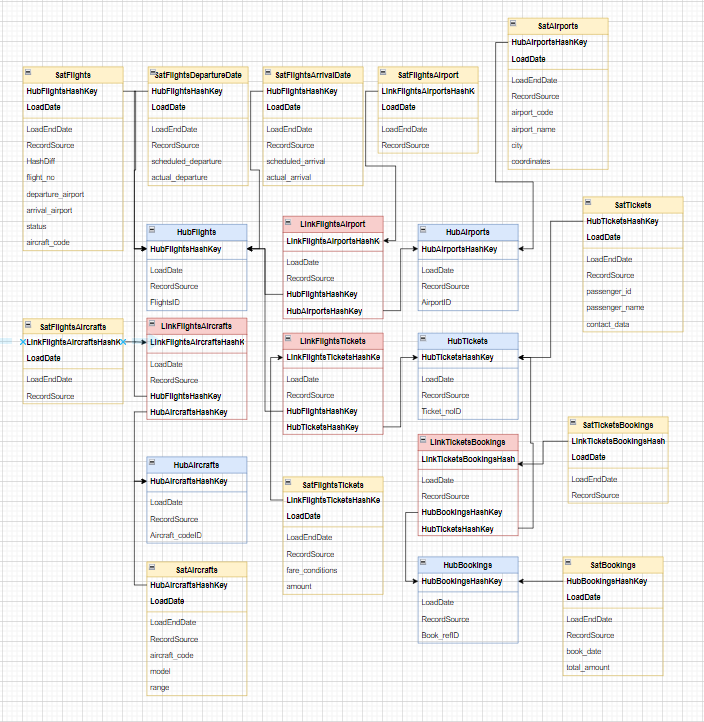 SatAirports
HubAirportsHashKey
LoadDate
LoadEndDate
RecordSource
airport_code
airport_name
city
coordinates
SatFlights
HubFlightsHashKey
LoadDate
LoadEndDate
RecordSource
HashDiff
flight_no
departure_airport
arrival_airport
status
aircraft_code
SatFlightsDepartureDate
HubFlightsHashKey
LoadDate
LoadEndDate
RecordSource
scheduled_departure
actual_departure
SatFlightsArrivalDate
HubFlightsHashKey
LoadDate
LoadEndDate
RecordSource
scheduled_arrival
actual_arrival
SatFlightsAirport
LinkFlightsAirportsHashK
LoadDate
LoadEndDate
RecordSource
SatTickets
HubTicketsHashKey
LoadDate
LoadEndDate
RecordSource
passenger_id
passenger_name
contact_data
HubFlights
HubFlightsHashKey
LoadDate
RecordSource
FlightsID
LinkFlightsAirport
LinkFlightsAirportsHashK
LoadDate
RecordSource
HubFlightsHashKey
HubAirportsHashKey
HubAirports
HubAirportsHashKey
LoadDate
RecordSource
AirportID
SatFlightsAircrafts
LinkFlightsAircraftsHashKey
LoadDate
LoadEndDate
RecordSource
LinkFlightsAircrafts
LinkFlightsAircraftsHashK
LoadDate
RecordSource
HubFlightsHashKey
HubAircraftsHashKey
LinkFlightsTickets
LinkFlightsTicketsHashKe
LoadDate
RecordSource
HubFlightsHashKey
HubTicketsHashKey
HubTickets
HubTicketsHashKey
LoadDate
RecordSource
Ticket_noID
SatTicketsBookings
LinkTicketsBookingsHash
LoadDate
LoadEndDate
RecordSource
LinkTicketsBookings
LinkTicketsBookingsHash
LoadDate
RecordSource
HubBookingsHashKey
HubTicketsHashKey
HubAircrafts
HubAircraftsHashKey
LoadDate
RecordSource
Aircraft_codeID
SatFlightsTickets
LinkFlightsTicketsHashKe
LoadDate
LoadEndDate
RecordSource
fare_conditions
amount
HubBookings
HubBookingsHashKey
LoadDate
RecordSource
Book_refID
SatBookings
HubBookingsHashKey
LoadDate
LoadEndDate
RecordSource
book_date
total_amount
SatAircrafts
HubAircraftsHashKey
LoadDate
LoadEndDate
RecordSource
aircraft_code
model
range